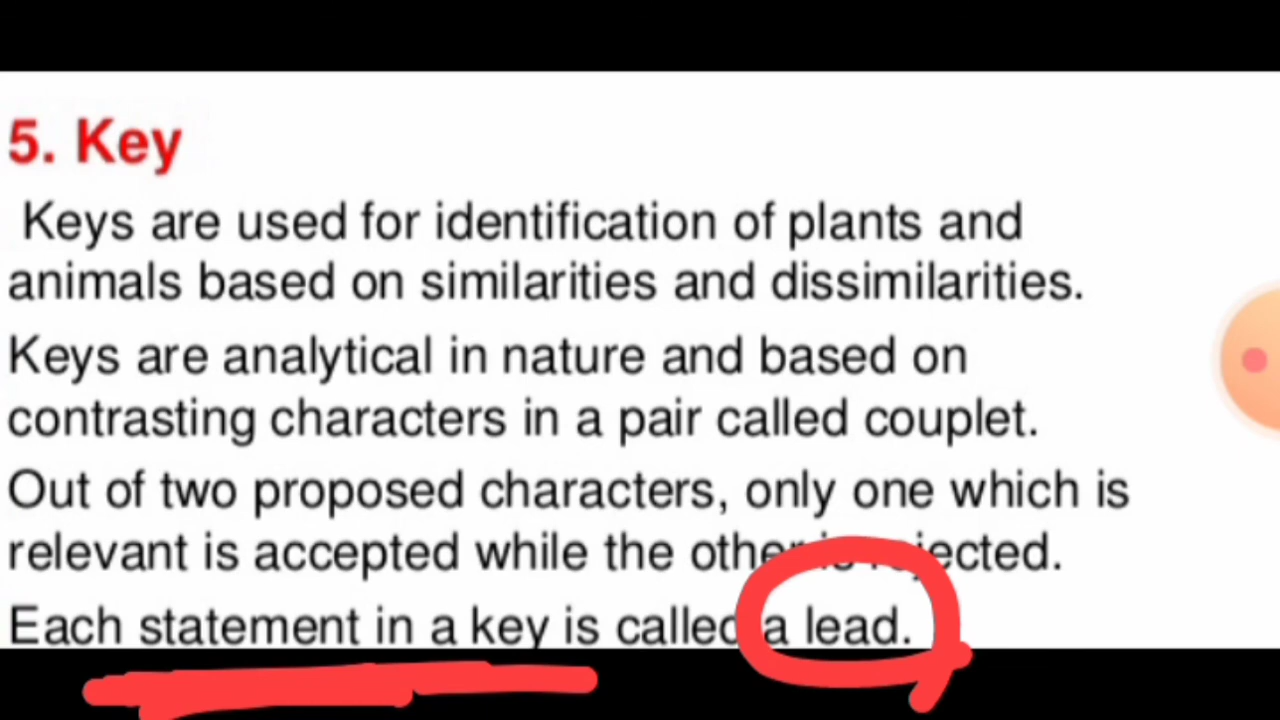 5. Key
Keys are used for identification of plants and
animals based on similarities and dissimilarities.
Keys are analytical in nature and based on
contrasting characters in a pair called couplet.
Out of two proposed characters, only one which is
relevant is accepted while the other is rejected.
Each statement in a key is called a lead.